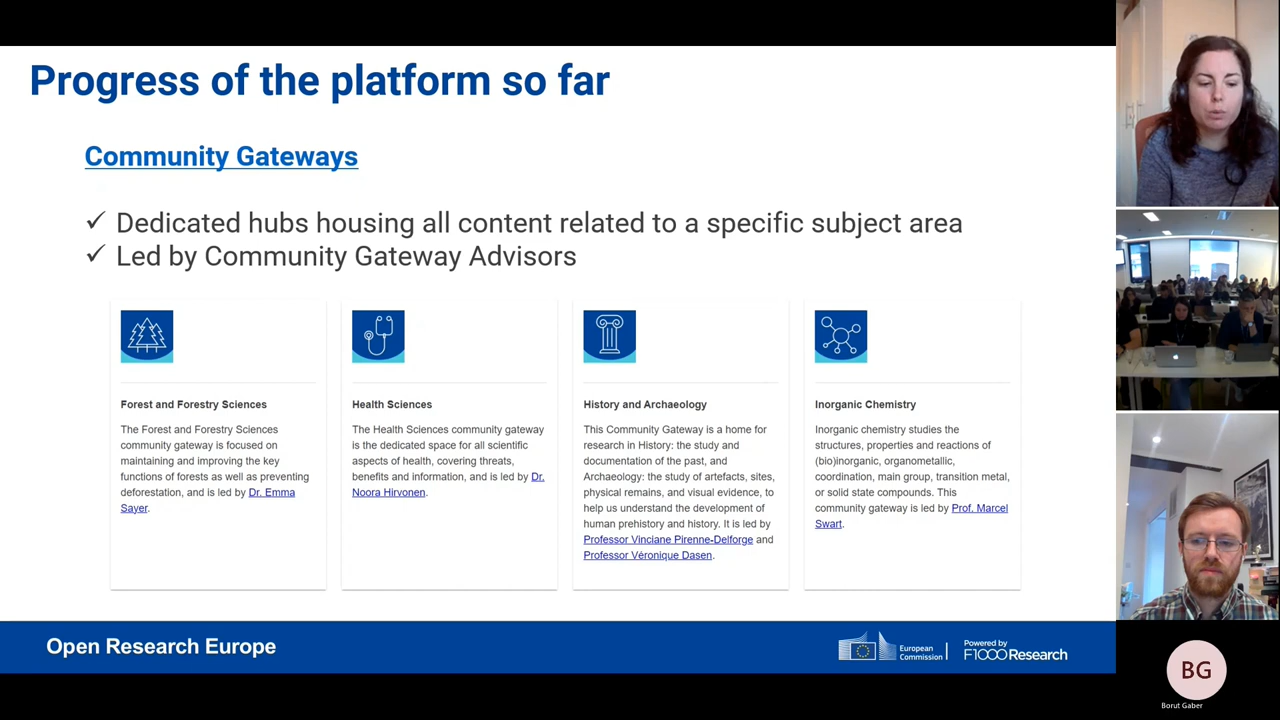 Progress of the platform so far
Community Gateways
✓ Dedicated hubs housing all content related to a specific subject area
✓ Led by Community Gateway Advisors
Forest and Forestry Sciences
The Forest and Forestry Sciences
community gateway is focused on
maintaining and improving the key
functions of forests as well as preventing
deforestation, and is led by Dr. Emma
Sayer.
Health Sciences
The Health Sciences community gateway
is the dedicated space for all scientific
aspects of health, covering threats,
benefits and information, and is led by Dr.
Noora Hirvonen.
History and Archaeology
This Community Gateway is a home for
research in History: the study and
documentation of the past, and
Archaeology: the study of artefacts, sites,
physical remains, and visual evidence, to
help us understand the development of
human prehistory and history. It is led by
Professor Vinciane Pirenne-Delforge and
Professor Véronique Dasen.
Inorganic Chemistry
Inorganic chemistry studies the
structures, properties and reactions of
(bio)inorganic, organometallic,
coordination, main group, transition metal,
or solid state compounds. This
community gateway is led by Prof. Marcel
Swart.
Open Research Europe
European
Commission
Powered by
F1000Research
BG
Borut Gaber